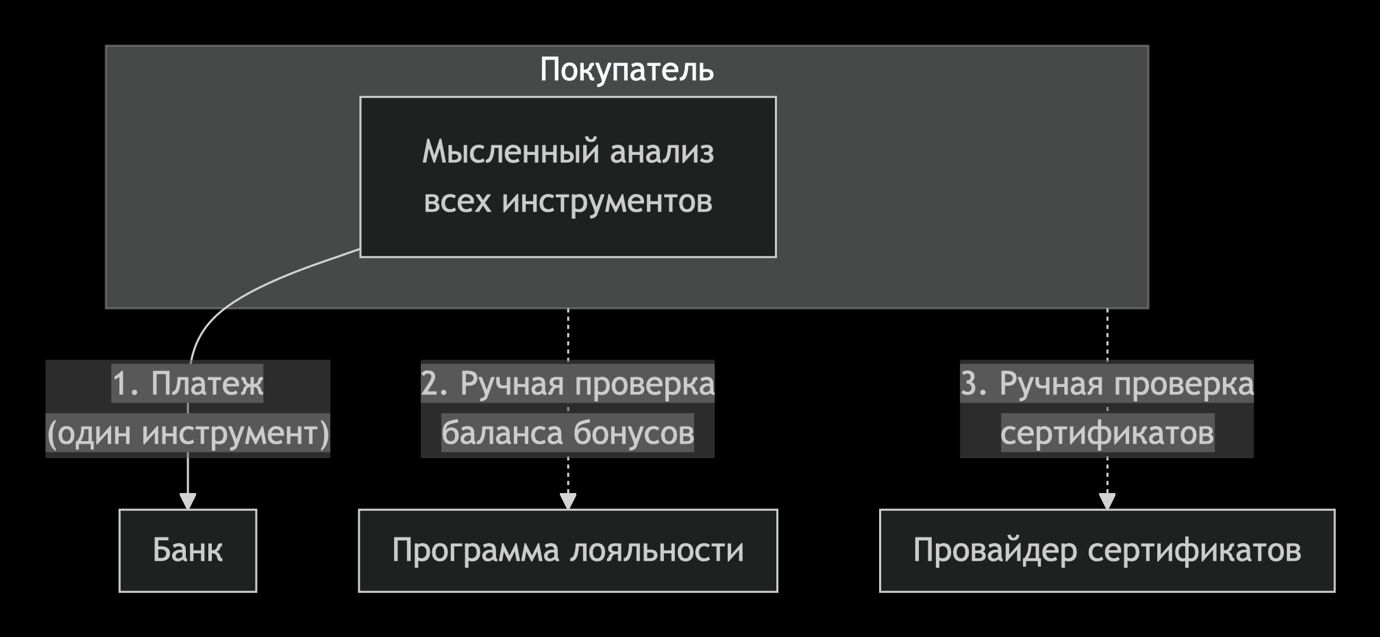 Покупатель
Мысленный анализ
всех инструментов
1. Платеж
(один инструмент)
2. Ручная проверка
баланса бонусов
3. Ручная проверка
сертификатов
Банк
Программа лояльности
Провайдер сертификатов